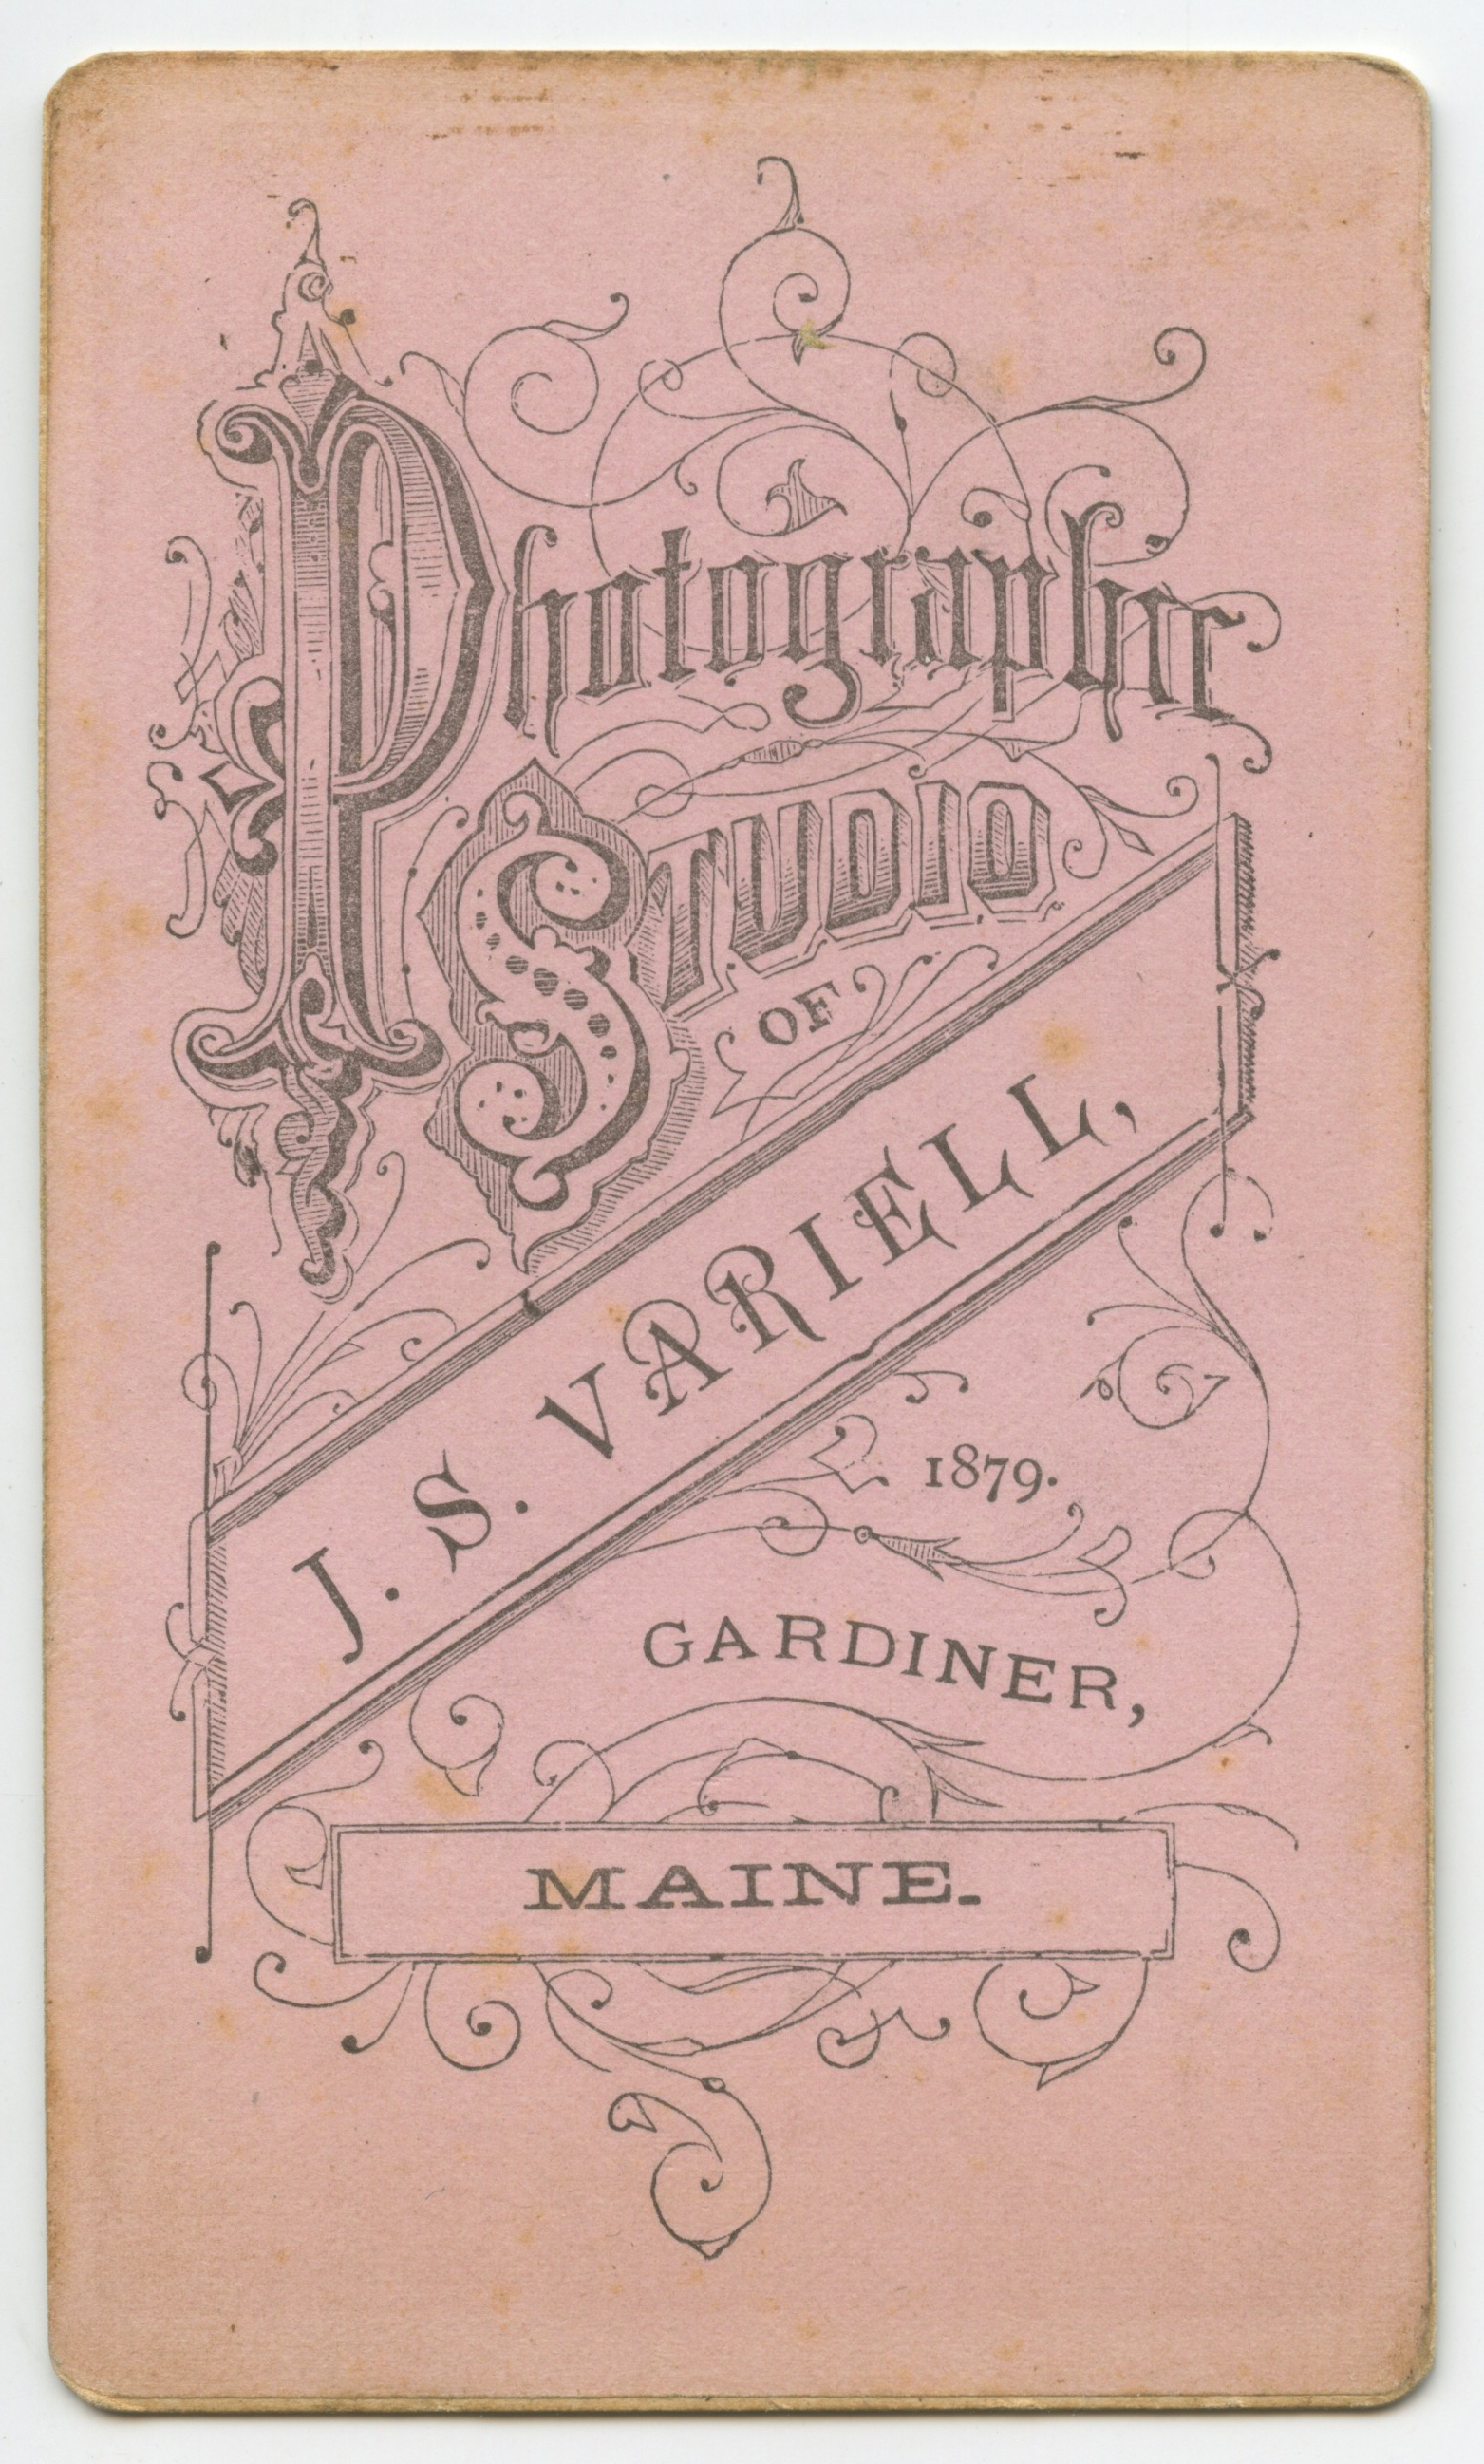 Photographic
STUDIO
OF
J. S. VARIELL,
1879.
GARDINER,
MAINE.